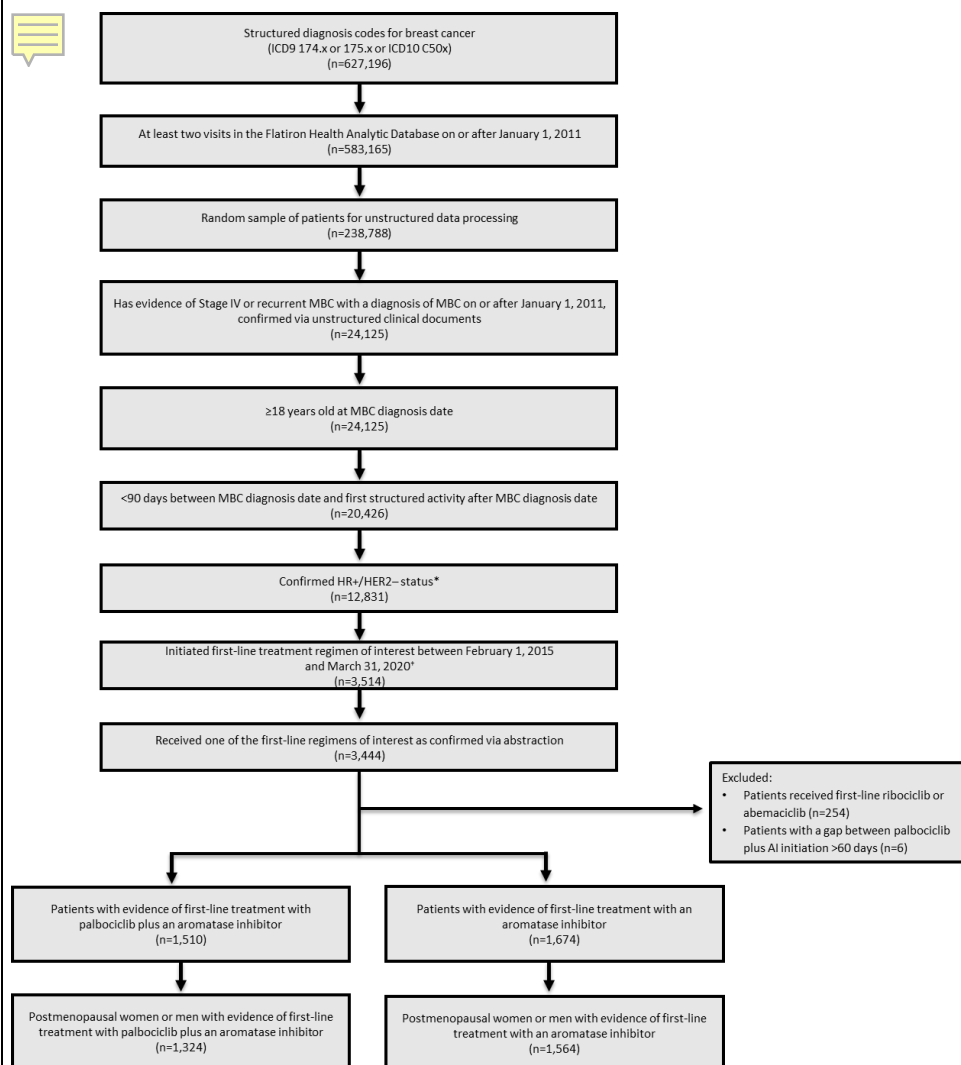 Structured diagnosis codes for breast cancer
(ICD9 174.x or 175.x or ICD10 C50x)
(n=627,196)
At least two visits in the Flatiron Health Analytic Database on or after January 1, 2011
(n=583,165)
Random sample of patients for unstructured data processing
(n=238,788)
Has evidence of Stage IV or recurrent MBC with a diagnosis of MBC on or after January 1, 2011,
confirmed via unstructured clinical documents
(n=24,125)
≥18 years old at MBC diagnosis date
(n=24,125)
<90 days between MBC diagnosis date and first structured activity after MBC diagnosis date
(n=20,426)
Confirmed HR+/HER2– status*
(n=12,831)
Initiated first-line treatment regimen of interest between February 1, 2015
and March 31, 2020⁺
(n=3,514)
Received one of the first-line regimens of interest as confirmed via abstraction
(n=3,444)
Excluded:
• Patients received first-line ribociclib or
abemaciclib (n=254)
• Patients with a gap between palbociclib
plus AI initiation >60 days (n=6)
Patients with evidence of first-line treatment with
palbociclib plus an aromatase inhibitor
(n=1,510)
Patients with evidence of first-line treatment with an
aromatase inhibitor
(n=1,674)
Postmenopausal women or men with evidence of first-line
treatment with palbociclib plus an aromatase inhibitor
(n=1,324)
Postmenopausal women or men with evidence of first-line
treatment with an aromatase inhibitor
(n=1,564)